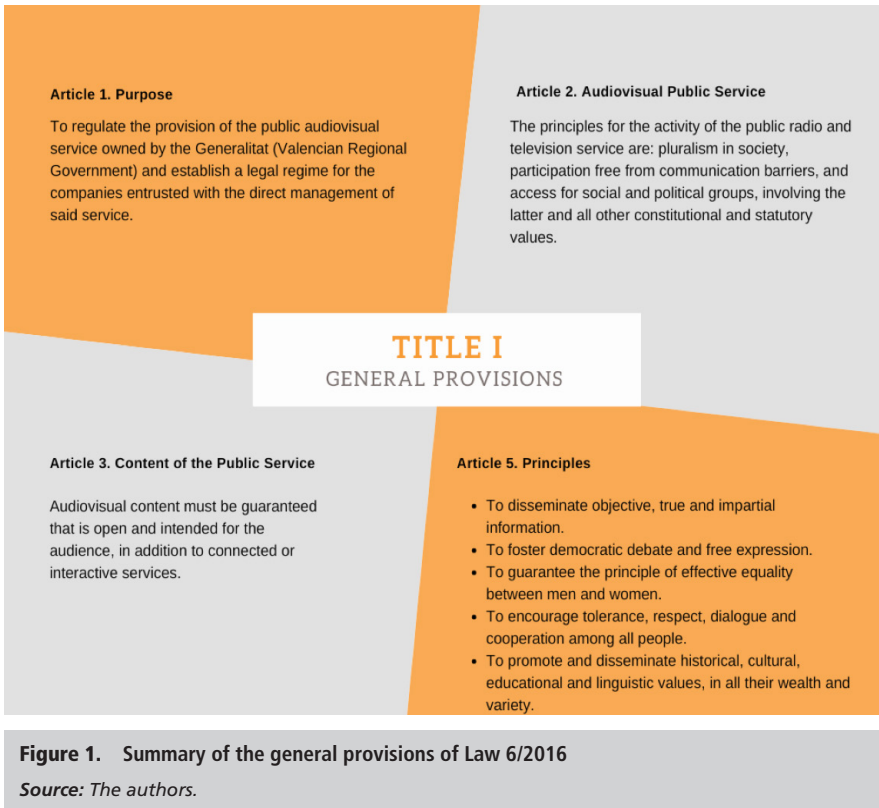 Article 1. Purpose
To regulate the provision of the public audiovisual
service owned by the Generalitat (Valencian Regional
Government) and establish a legal regime for the
companies entrusted with the direct management of
said service.
Article 2. Audiovisual Public Service
The principles for the activity of the public radio and
television service are: pluralism in society,
participation free from communication barriers, and
access for social and political groups, involving the
latter and all other constitutional and statutory
values.
TITLE I
GENERAL PROVISIONS
Article 3. Content of the Public Service
Audiovisual content must be guaranteed
that is open and intended for the
audience, in addition to connected or
interactive services.
Article 5. Principles
• To disseminate objective, true and impartial
information.
• To foster democratic debate and free expression.
• To guarantee the principle of effective equality
between men and women.
• To encourage tolerance, respect, dialogue and
cooperation among all people.
• To promote and disseminate historical, cultural,
educational and linguistic values, in all their wealth and
variety.
Figure 1. Summary of the general provisions of Law 6/2016
Source: The authors.